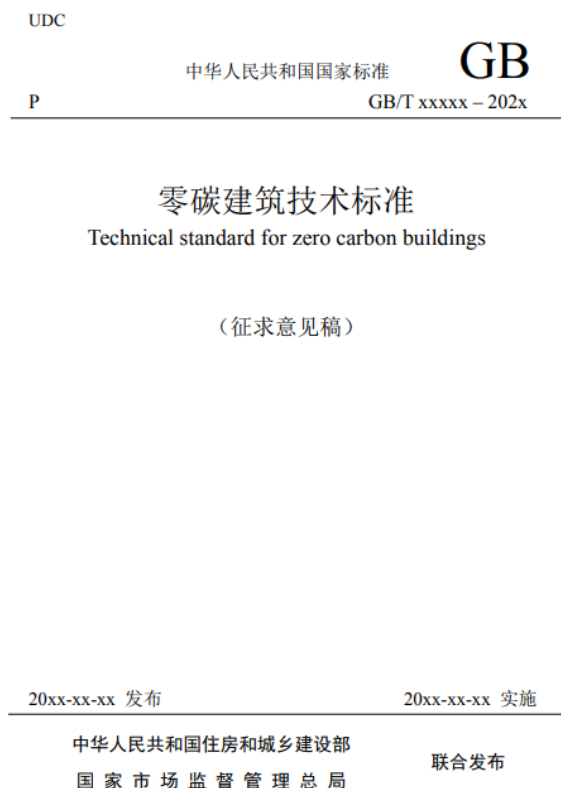 UDC
中华人民共和国国家标准 GB
P GB/T xxxxx – 202x
零碳建筑技术标准
Technical standard for zero carbon buildings
（征求意见稿）
20xx-xx-xx 发布 20xx-xx-xx 实施
中华人民共和国住房和城乡建设部
联合发布
国家市场监督管理总局